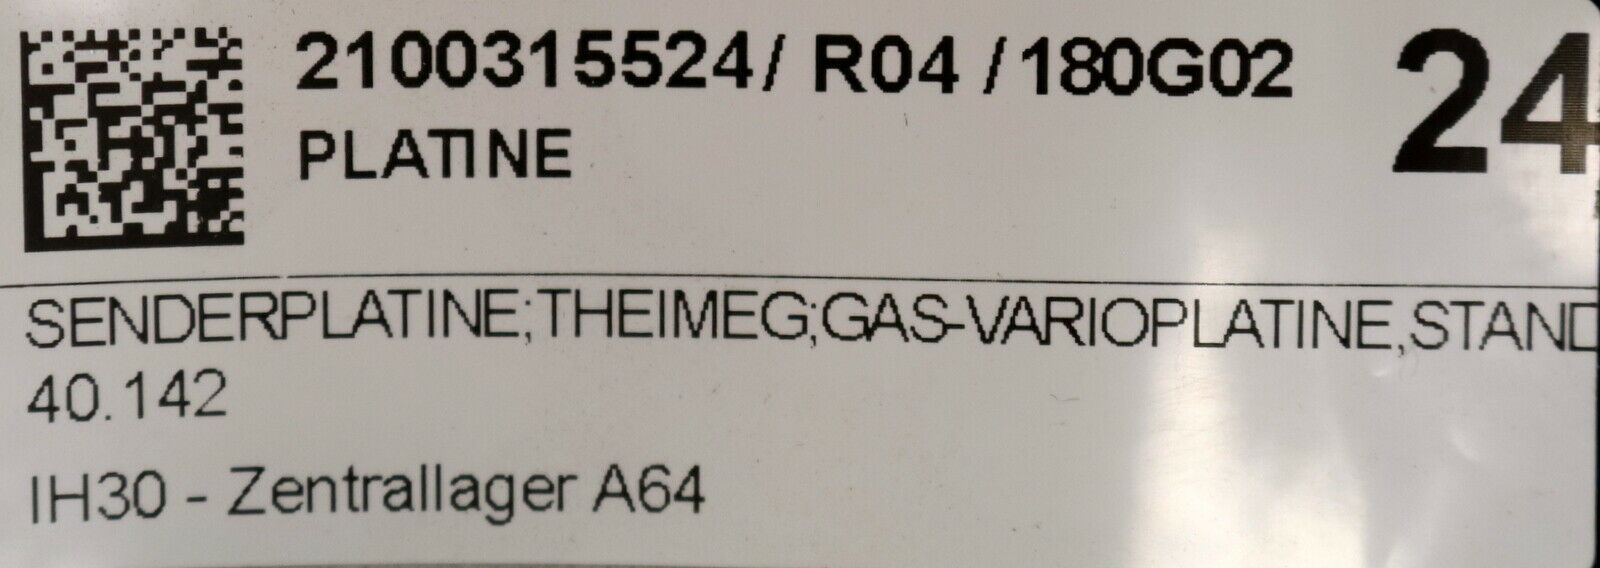 2100315524/ R04 /180G02
24
PLATINE
SENDERPLATINE;THEIMEG;GAS-VARIOPLATINE,STAND
40.142
IH30 - Zentrallager A64